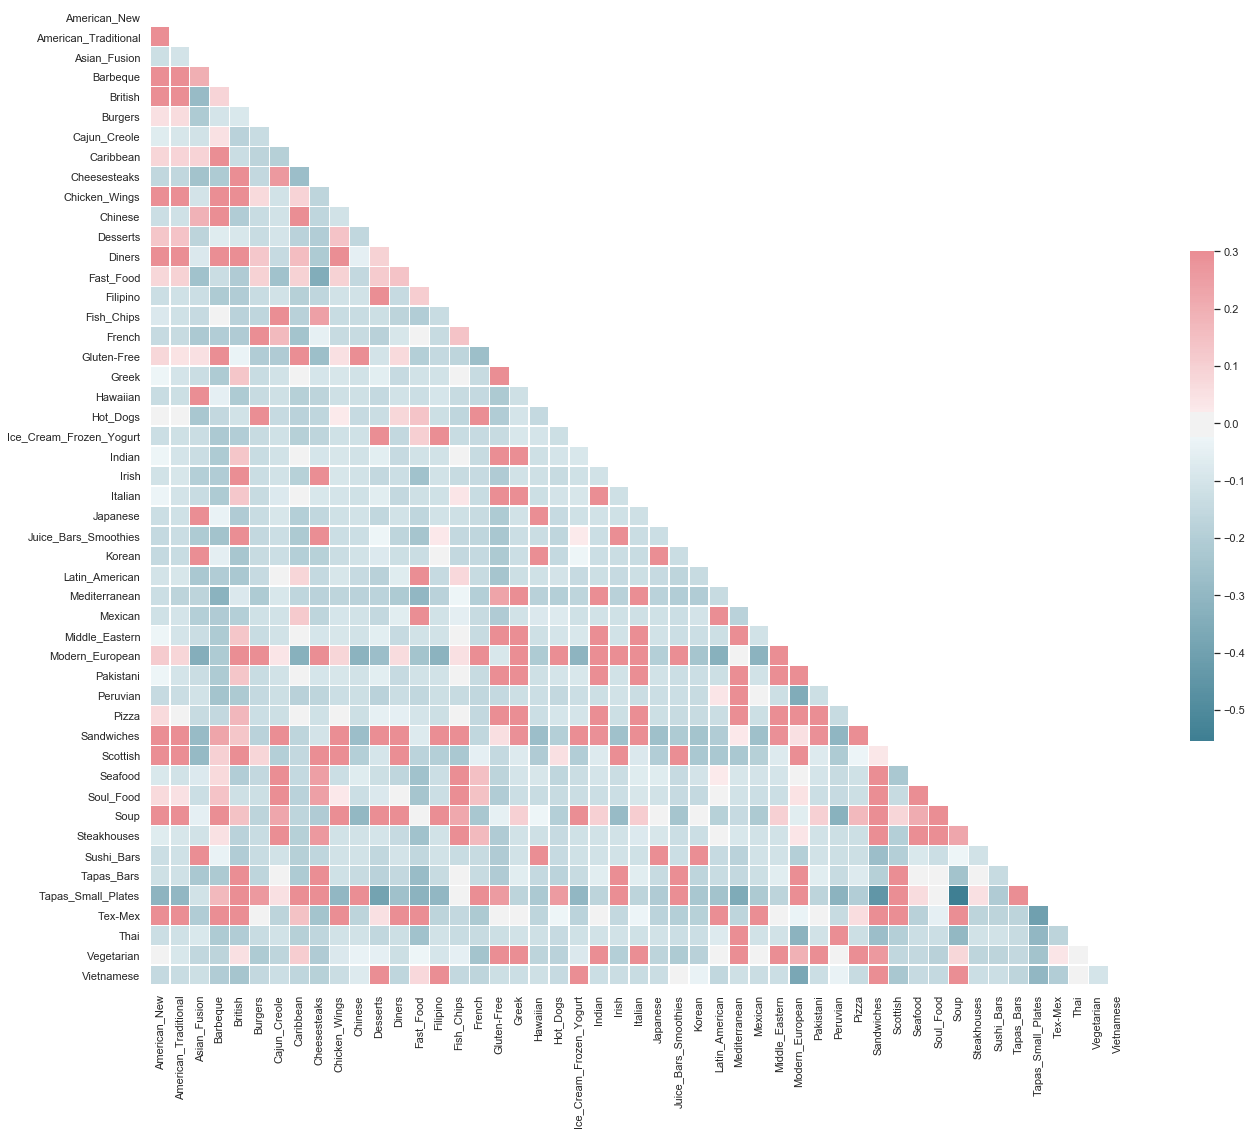 American_New
American_Traditional
Asian_Fusion
Barbeque
British
Burgers
Cajun_Creole
Caribbean
Cheesesteaks
Chicken_Wings
Chinese
Desserts
Diners
Fast_Food
Filipino
Fish_Chips
French
Gluten-Free
Greek
Hawaiian
Hot_Dogs
Ice_Cream_Frozen_Yogurt
Indian
Irish
Italian
Japanese
Juice_Bars_Smoothies
Korean
Latin_American
Mediterranean
Mexican
Middle_Eastern
Modern_European
Pakistani
Peruvian
Pizza
Sandwiches
Scottish
Seafood
Soul_Food
Soup
Steakhouses
Sushi_Bars
Tapas_Bars
Tapas_Small_Plates
Tex-Mex
Thai
Vegetarian
Vietnamese
American_New
American_Traditional
Asian_Fusion
Barbeque
British
Burgers
Cajun_Creole
Caribbean
Cheesesteaks
Chicken_Wings
Chinese
Desserts
Diners
Fast_Food
Filipino
Fish_Chips
French
Gluten-Free
Greek
Hawaiian
Hot_Dogs
Ice_Cream_Frozen_Yogurt
Indian
Irish
Italian
Japanese
Juice_Bars_Smoothies
Korean
Latin_American
Mediterranean
Mexican
Middle_Eastern
Modern_European
Pakistani
Peruvian
Pizza
Sandwiches
Scottish
Seafood
Soul_Food
Soup
Steakhouses
Sushi_Bars
Tapas_Bars
Tapas_Small_Plates
Tex-Mex
Thai
Vegetarian
Vietnamese
0.3
0.2
0.1
0.0
−0.1
−0.2
−0.3
−0.4
−0.5